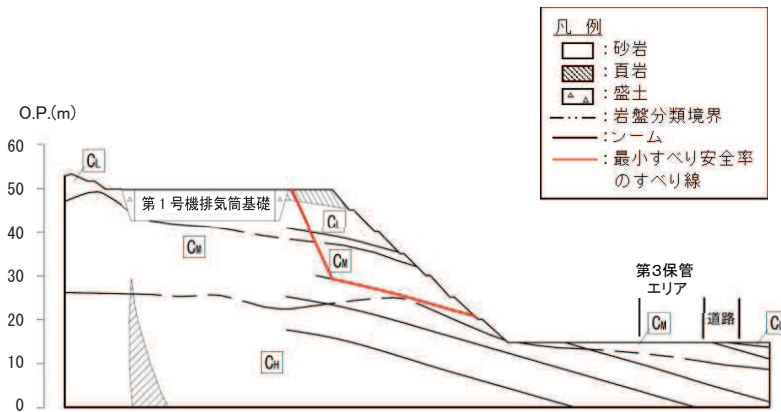 凡 例
: 砂岩
: 頁岩
: 盛土
: 岩盤分類境界
: シーム
: 最小すべり安全率
のすべり線
O.P.(m)
60
50
40
30
20
10
0
CL
第1号機排気筒基礎
CL
CM
CM
CH
第3保管
エリア
道路
CM